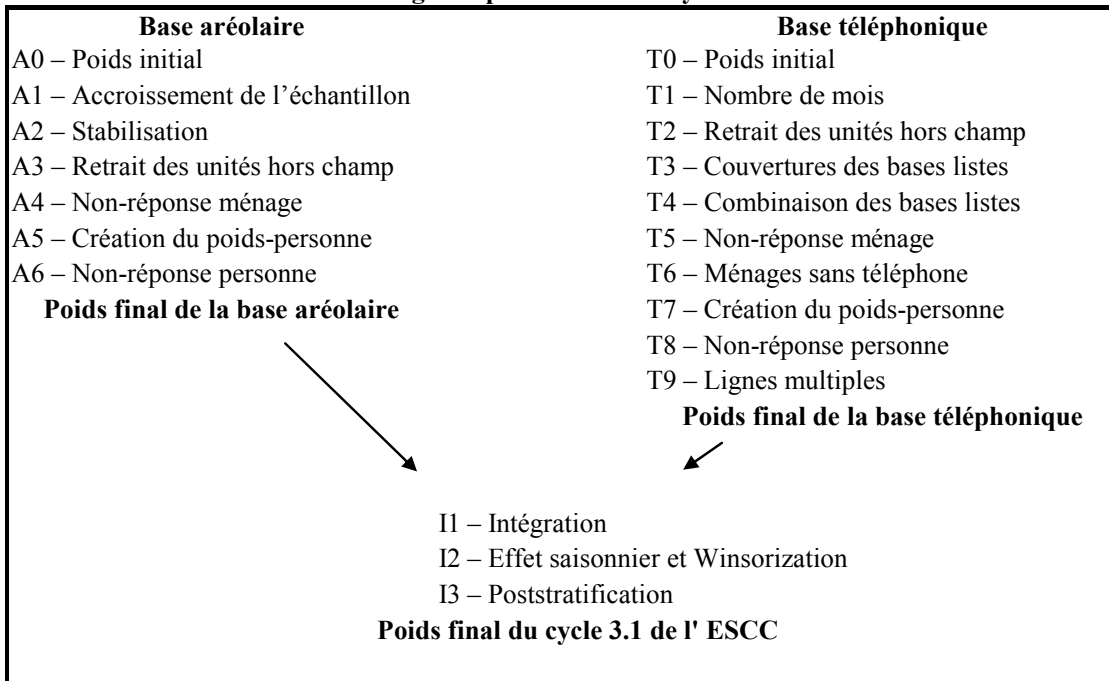 Base aréolaire
A0 – Poids initial
A1 – Accroissement de l'échantillon
A2 – Stabilisation
A3 – Retrait des unités hors champ
A4 – Non-réponse ménage
A5 – Création du poids-personne
A6 – Non-réponse personne
Poids final de la base aréolaire
Base téléphonique
T0 – Poids initial
T1 – Nombre de mois
T2 – Retrait des unités hors champ
T3 – Couvertures des bases listes
T4 – Combinaison des bases listes
T5 – Non-réponse ménage
T6 – Ménages sans téléphone
T7 – Création du poids-personne
T8 – Non-réponse personne
T9 – Lignes multiples
Poids final de la base téléphonique
I1 – Intégration
I2 – Effet saisonnier et Winsorization
I3 – Poststratification
Poids final du cycle 3.1 de l' ESCC